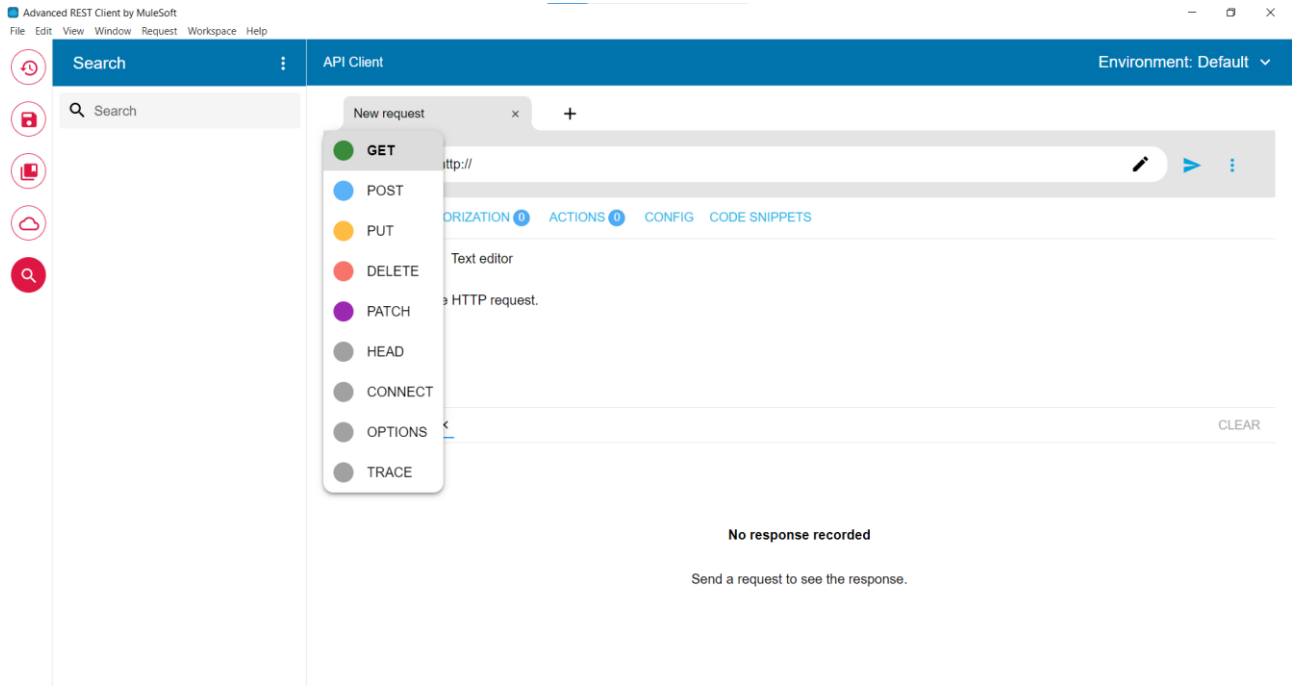 Advanced REST Client by MuleSoft
File Edit View Window Request Workspace Help
Search
API Client
Environment: Default
Search
New request
GET
http://
POST
ORIZATION 0 ACTIONS 0 CONFIG CODE SNIPPETS
PUT
Text editor
DELETE
HTTP request.
PATCH
HEAD
CONNECT
CLEAR
OPTIONS
TRACE
No response recorded
Send a request to see the response.